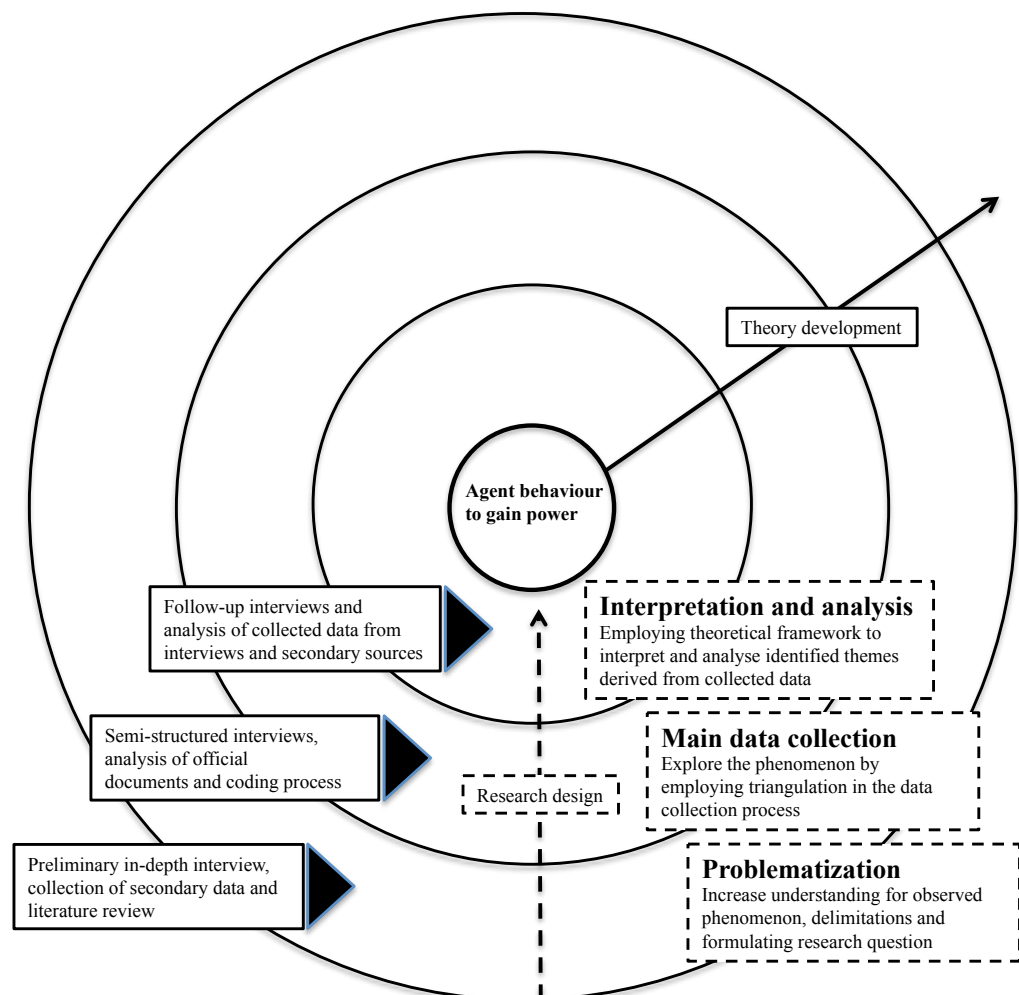 Theory development
Agent behaviour
to gain power
Follow-up interviews and
analysis of collected data from
interviews and secondary sources
Interpretation and analysis
Employing theoretical framework to
interpret and analyse identified themes
derived from collected data
Semi-structured interviews,
analysis of official
documents and coding process
Main data collection
Explore the phenomenon by
employing triangulation in the data
collection process
Research design
Preliminary in-depth interview,
collection of secondary data and
literature review
Problematization
Increase understanding for observed
phenomenon, delimitations and
formulating research question